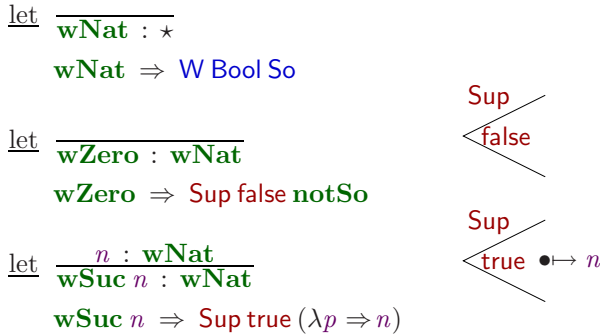 let wNat : ⋆
wNat ⇒ W Bool So
Sup
let wZero : wNat
false
wZero ⇒ Sup false notSo
Sup
n : wNat
let wSuc n : wNat
true ●↦ n
wSuc n ⇒ Sup true (λp ⇒ n)